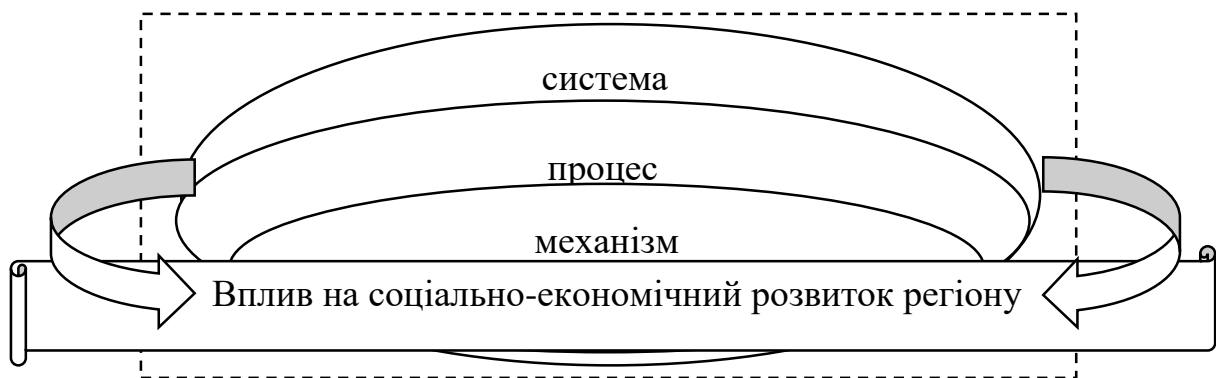 система
процес
механізм
Вплив на соціально-економічний розвиток регіону